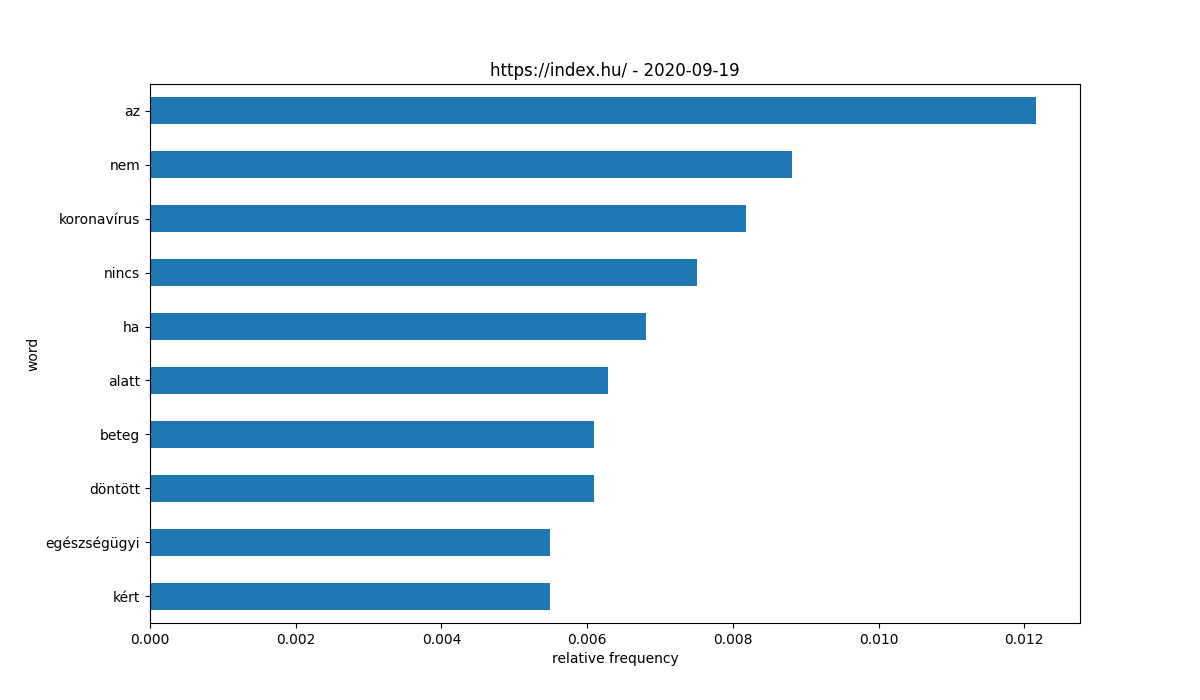 https://index.hu/ - 2020-09-19
az
nem
koronavírus
nincs
ha
alatt
beteg
döntött
egészségügyi
kért
word
0.000 0.002 0.004 0.006 0.008 0.010 0.012
relative frequency